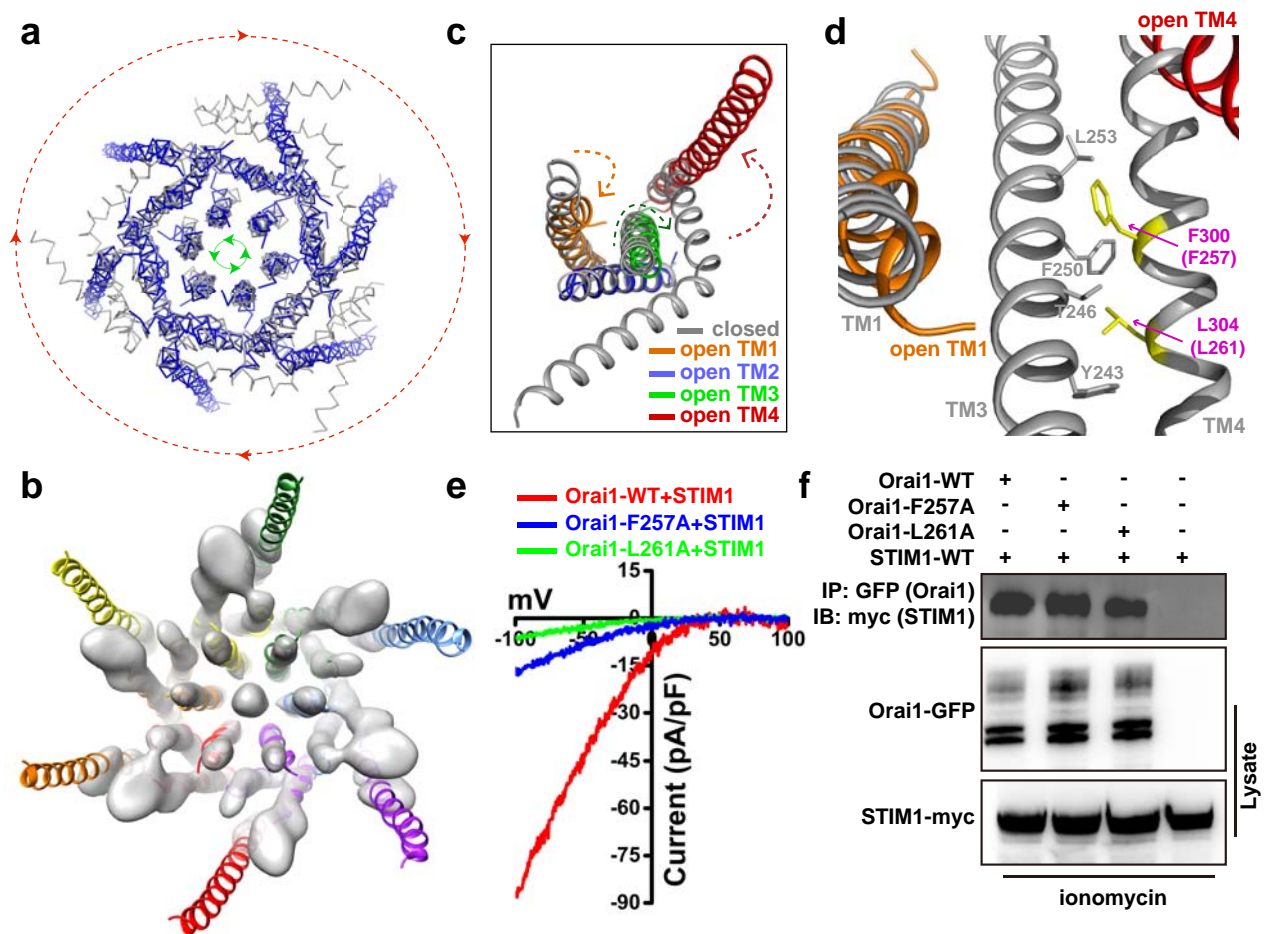 a
c
closed
open TM1
open TM2
open TM3
open TM4
d
open TM4
L253
F300
(F257)
F250
T246
L304
(L261)
TM1
open TM1
Y243
TM3
TM4
b
e
Orai1-WT+STIM1
Orai1-F257A+STIM1
Orai1-L261A+STIM1
mV
15
0
-100
-50
0
50
100
-15
-30
-45
-60
-75
-90
Current (pA/pF)
f
Orai1-WT + - - -
Orai1-F257A - + - -
Orai1-L261A - - + -
STIM1-WT + + + +
IP: GFP (Orai1)
IB: myc (STIM1)
Orai1-GFP
STIM1-myc
Lysate
ionomycin